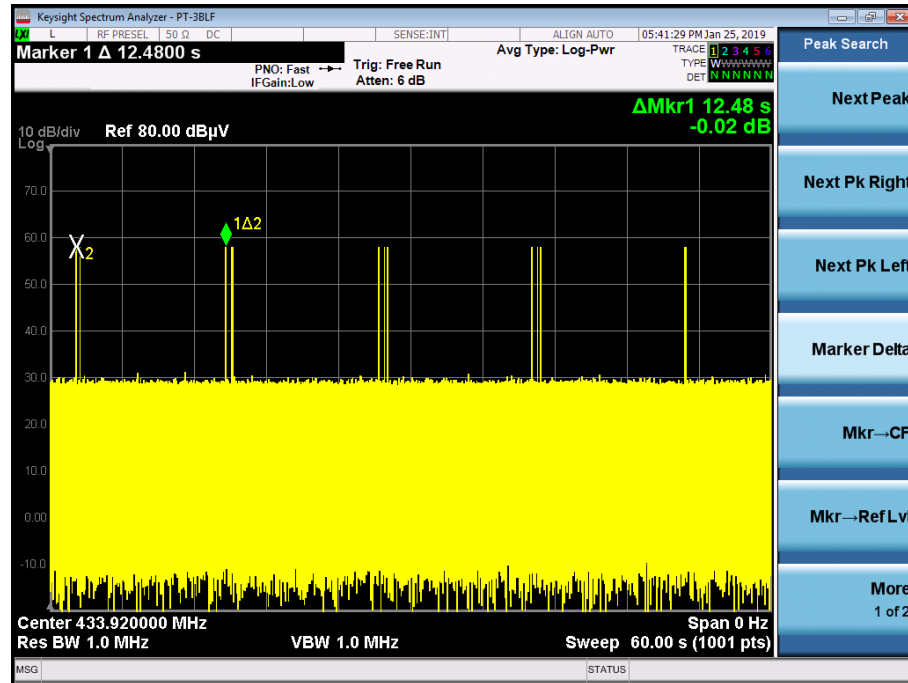 Keysight Spectrum Analyzer - PT-3BLF
LXI L RF PRESEL 50 Ω DC SENSE:INT ALIGN AUTO 05:41:29 PM Jan 25, 2019
Marker 1 Δ 12.4800 s
PNO: Fast
IFGain:Low
Trig: Free Run
Atten: 6 dB
Avg Type: Log-Pwr
TRACE 1 2 3 4 5 6
TYPE WWWWWW
DET N N N N N N
Peak Search
ΔMkr1 12.48 s
-0.02 dB
10 dB/div Ref 80.00 dBµV
Log
70.0
60.0
50.0
40.0
30.0
20.0
10.0
0.00
-10.0
X2
1Δ2
Center 433.920000 MHz
Span 0 Hz
Res BW 1.0 MHz
VBW 1.0 MHz
Sweep 60.00 s (1001 pts)
Next Peak
Next Pk Right
Next Pk Left
Marker Delta
Mkr→CF
Mkr→Ref Lvl
More
1 of 2
MSG
STATUS